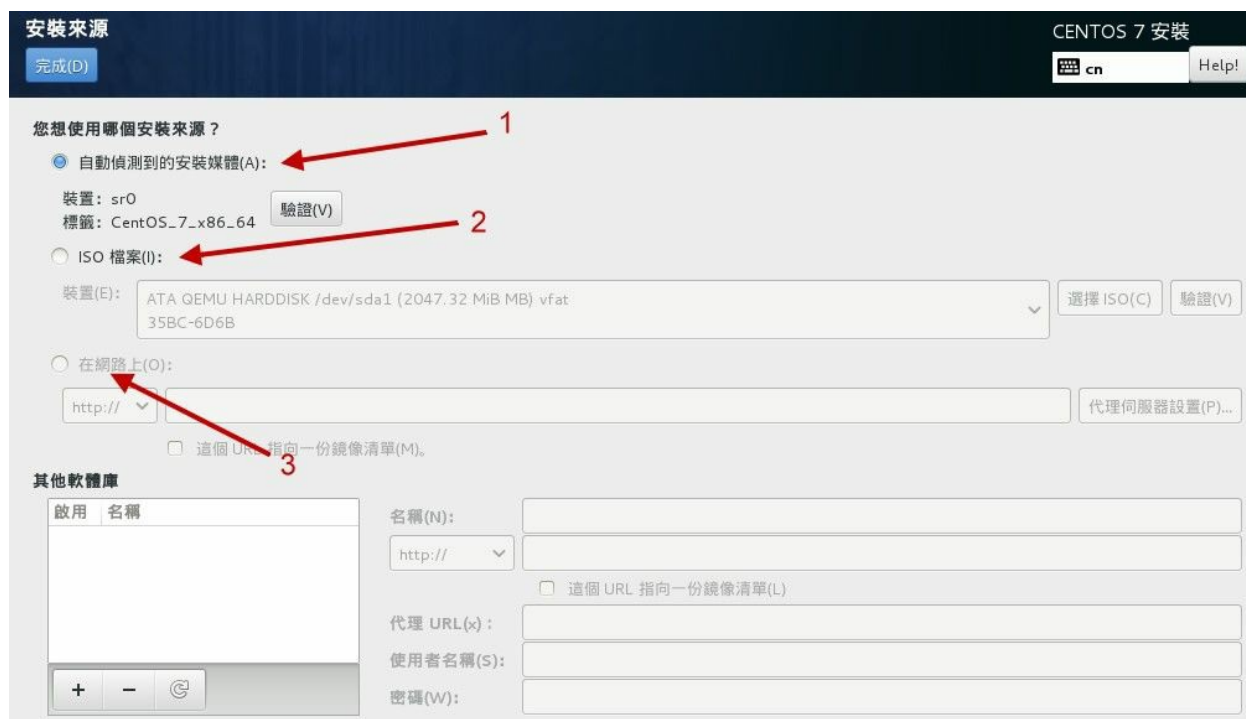 安裝來源
CENTOS 7 安裝
完成(D)
cn
Help!
您想使用哪個安裝來源？
1
自動偵測到的安裝媒體(A):
裝置: sr0
標籤: CentOS_7_x86_64
驗證(V)
2
ISO 檔案(I):
裝置(E):
ATA QEMU HARDDISK /dev/sda1 (2047.32 MiB MB) vfat
35BC-6D6B
選擇 ISO(C)
驗證(V)
在網路上(O):
http://
代理伺服器設置(P)...
這個 URL 指向一份鏡像清單(M)。
3
其他軟體庫
啟用 名稱
名稱(N):
http://
這個 URL 指向一份鏡像清單(L)
代理 URL(x)：
使用者名稱(S):
密碼(W):